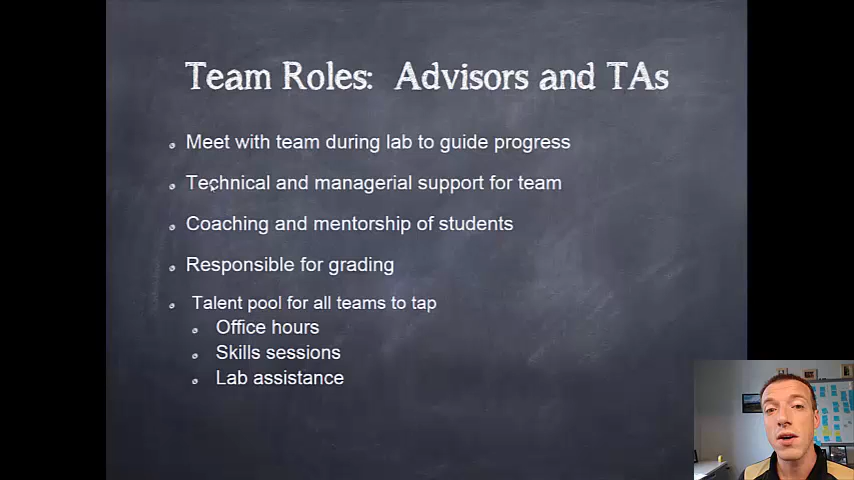 Team Roles: Advisors and TAs
Meet with team during lab to guide progress
Technical and managerial support for team
Coaching and mentorship of students
Responsible for grading
Talent pool for all teams to tap
Office hours
Skills sessions
Lab assistance